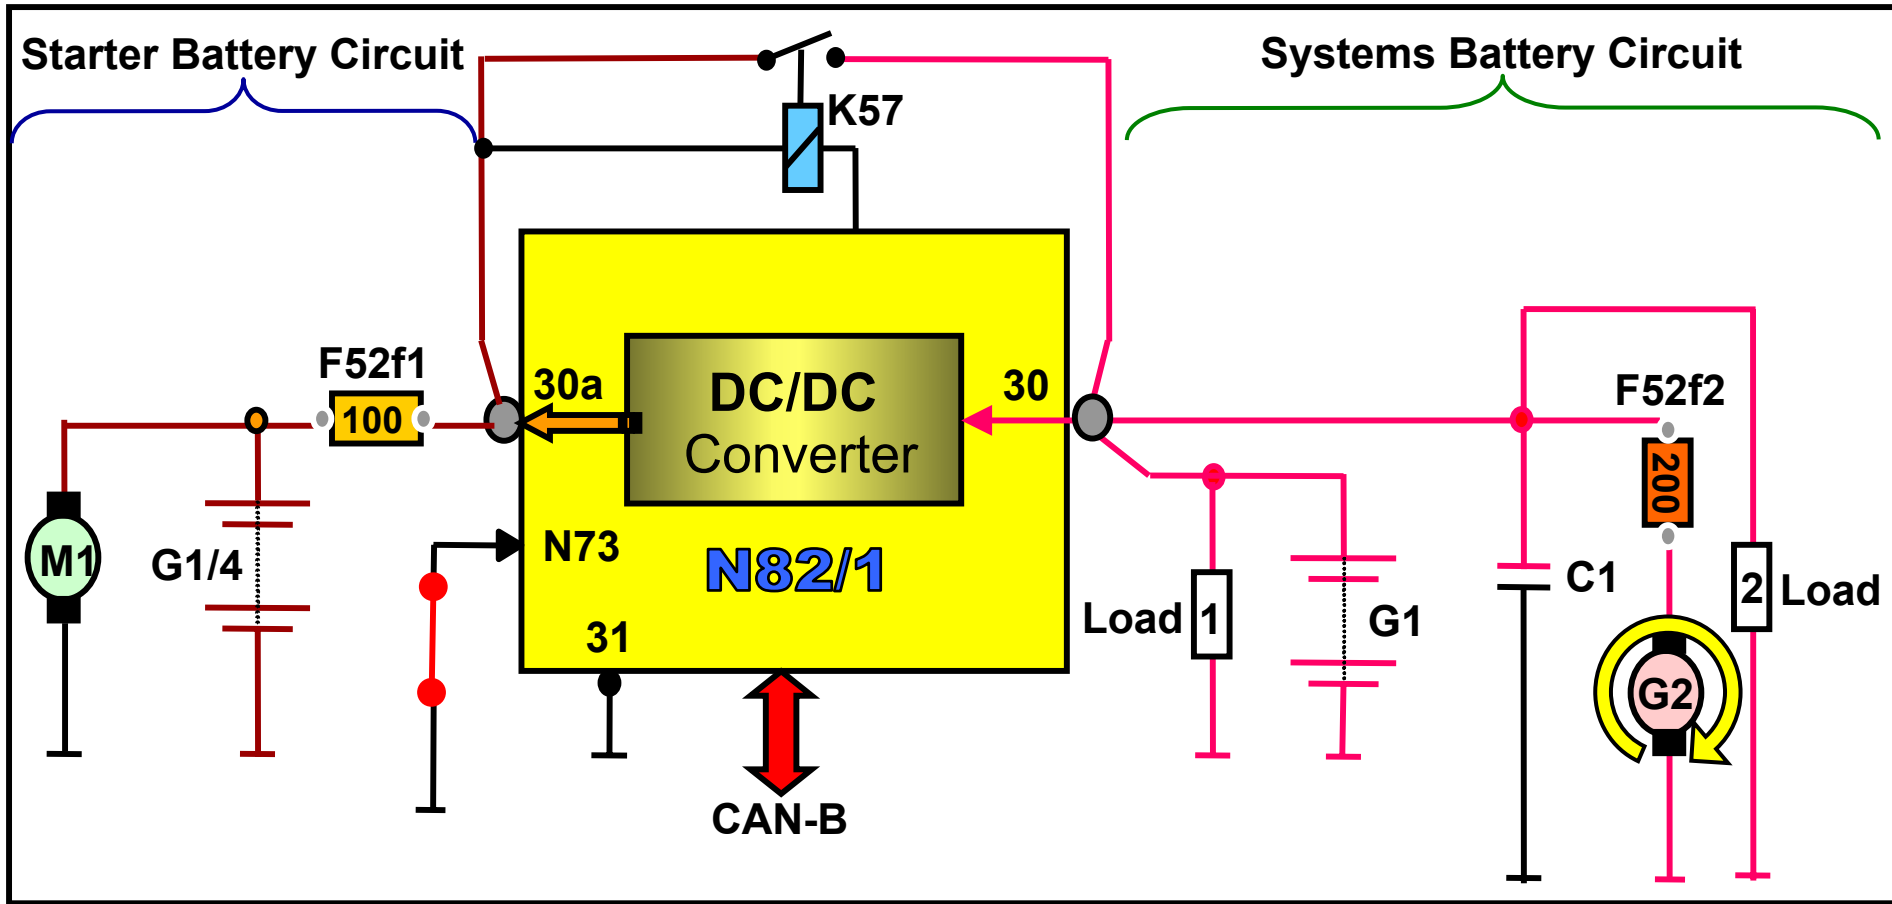 Starter Battery Circuit
Systems Battery Circuit
K57
F52f1
100
30a
DC/DC
Converter
30
F52f2
200
M1
G1/4
N73
N82/1
31
Load
1
G1
C1
2
Load
G2
CAN-B